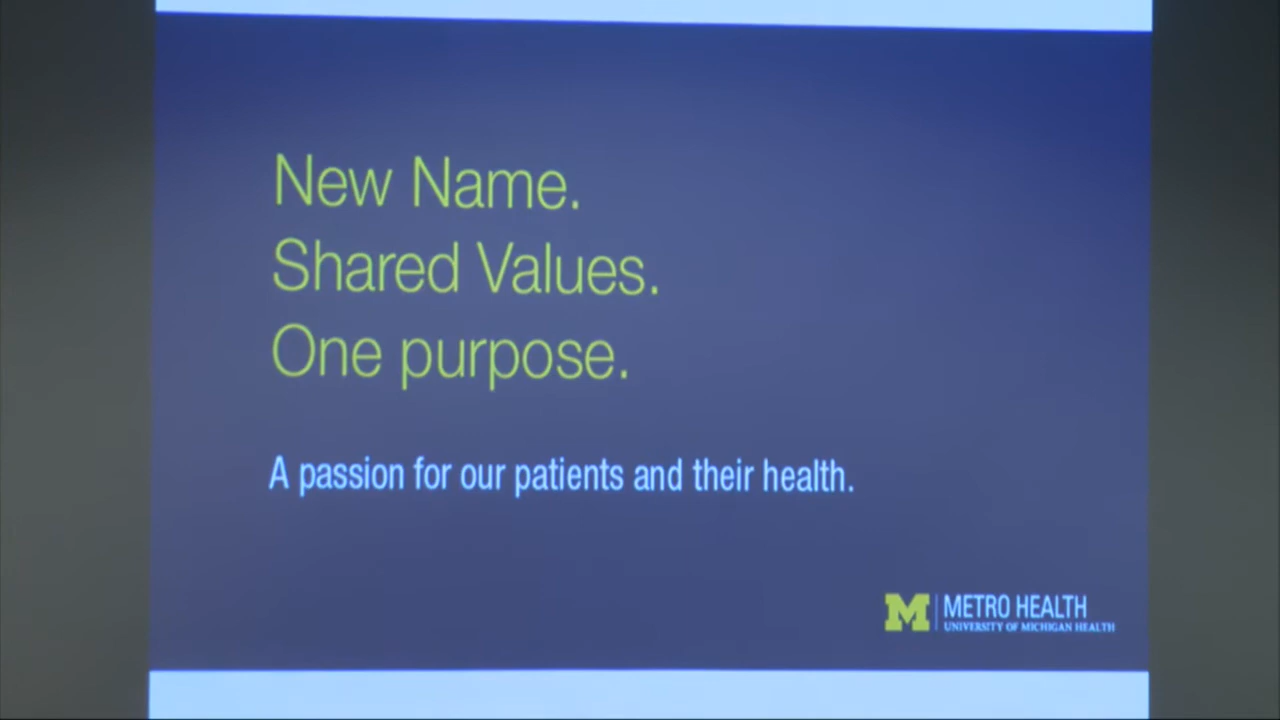 New Name.
Shared Values.
One purpose.
A passion for our patients and their health.
M METRO HEALTH
UNIVERSITY OF MICHIGAN HEALTH